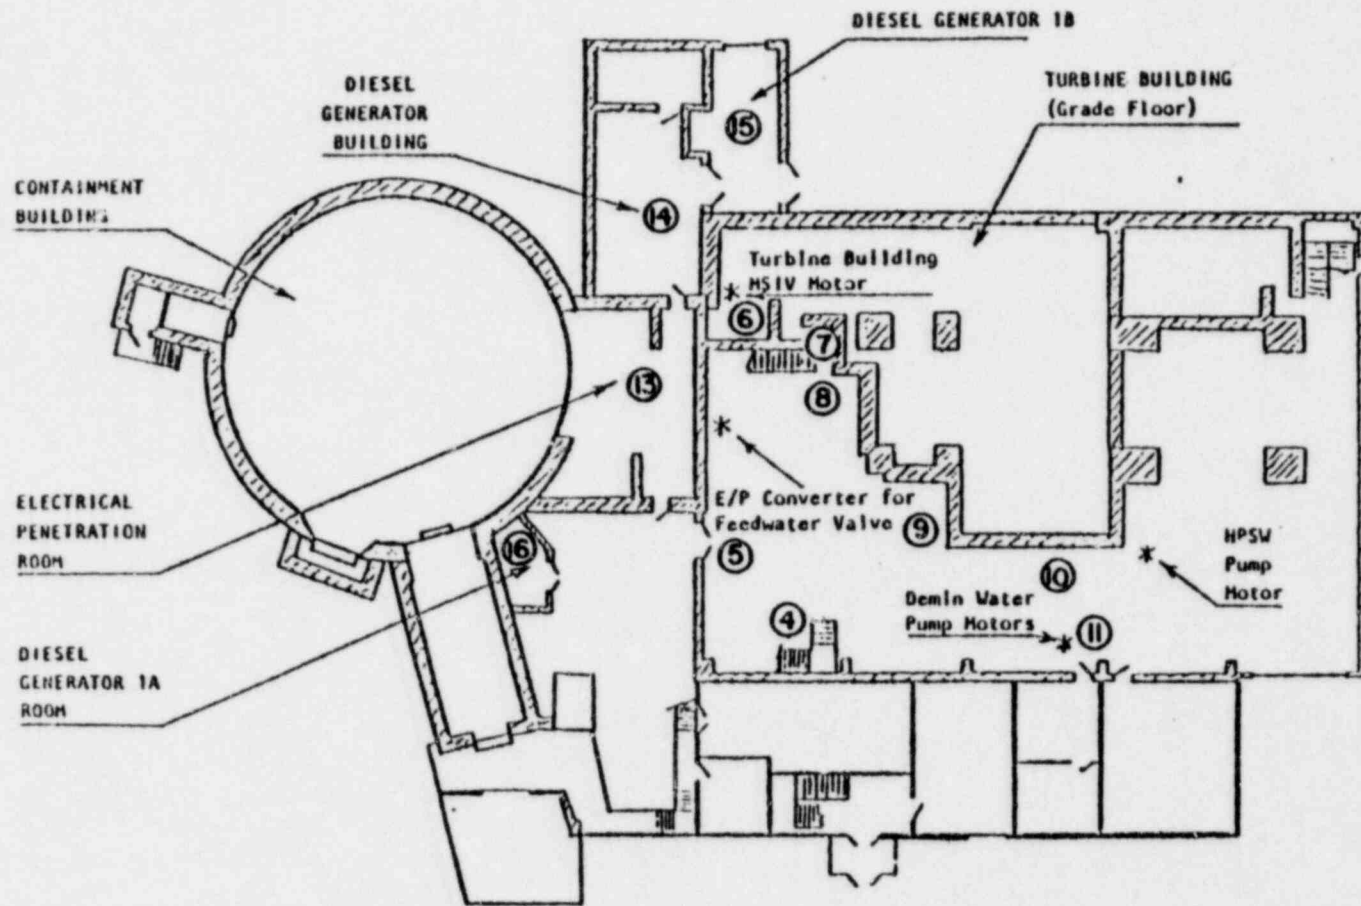 DIESEL GENERATOR 1B
DIESEL
GENERATOR
BUILDING
TURBINE BUILDING
(Grade Floor)
CONTAINMENT
BUILDING
15
14
Turbine Building
MSIV Motor
6
7
13
8
ELECTRICAL
PENETRATION
ROOM
E/P Converter for
Feedwater Valve
9
16
5
10
HPSW
Pump
Motor
Demin Water
Pump Motors
4
11
DIESEL
GENERATOR 1A
ROOM